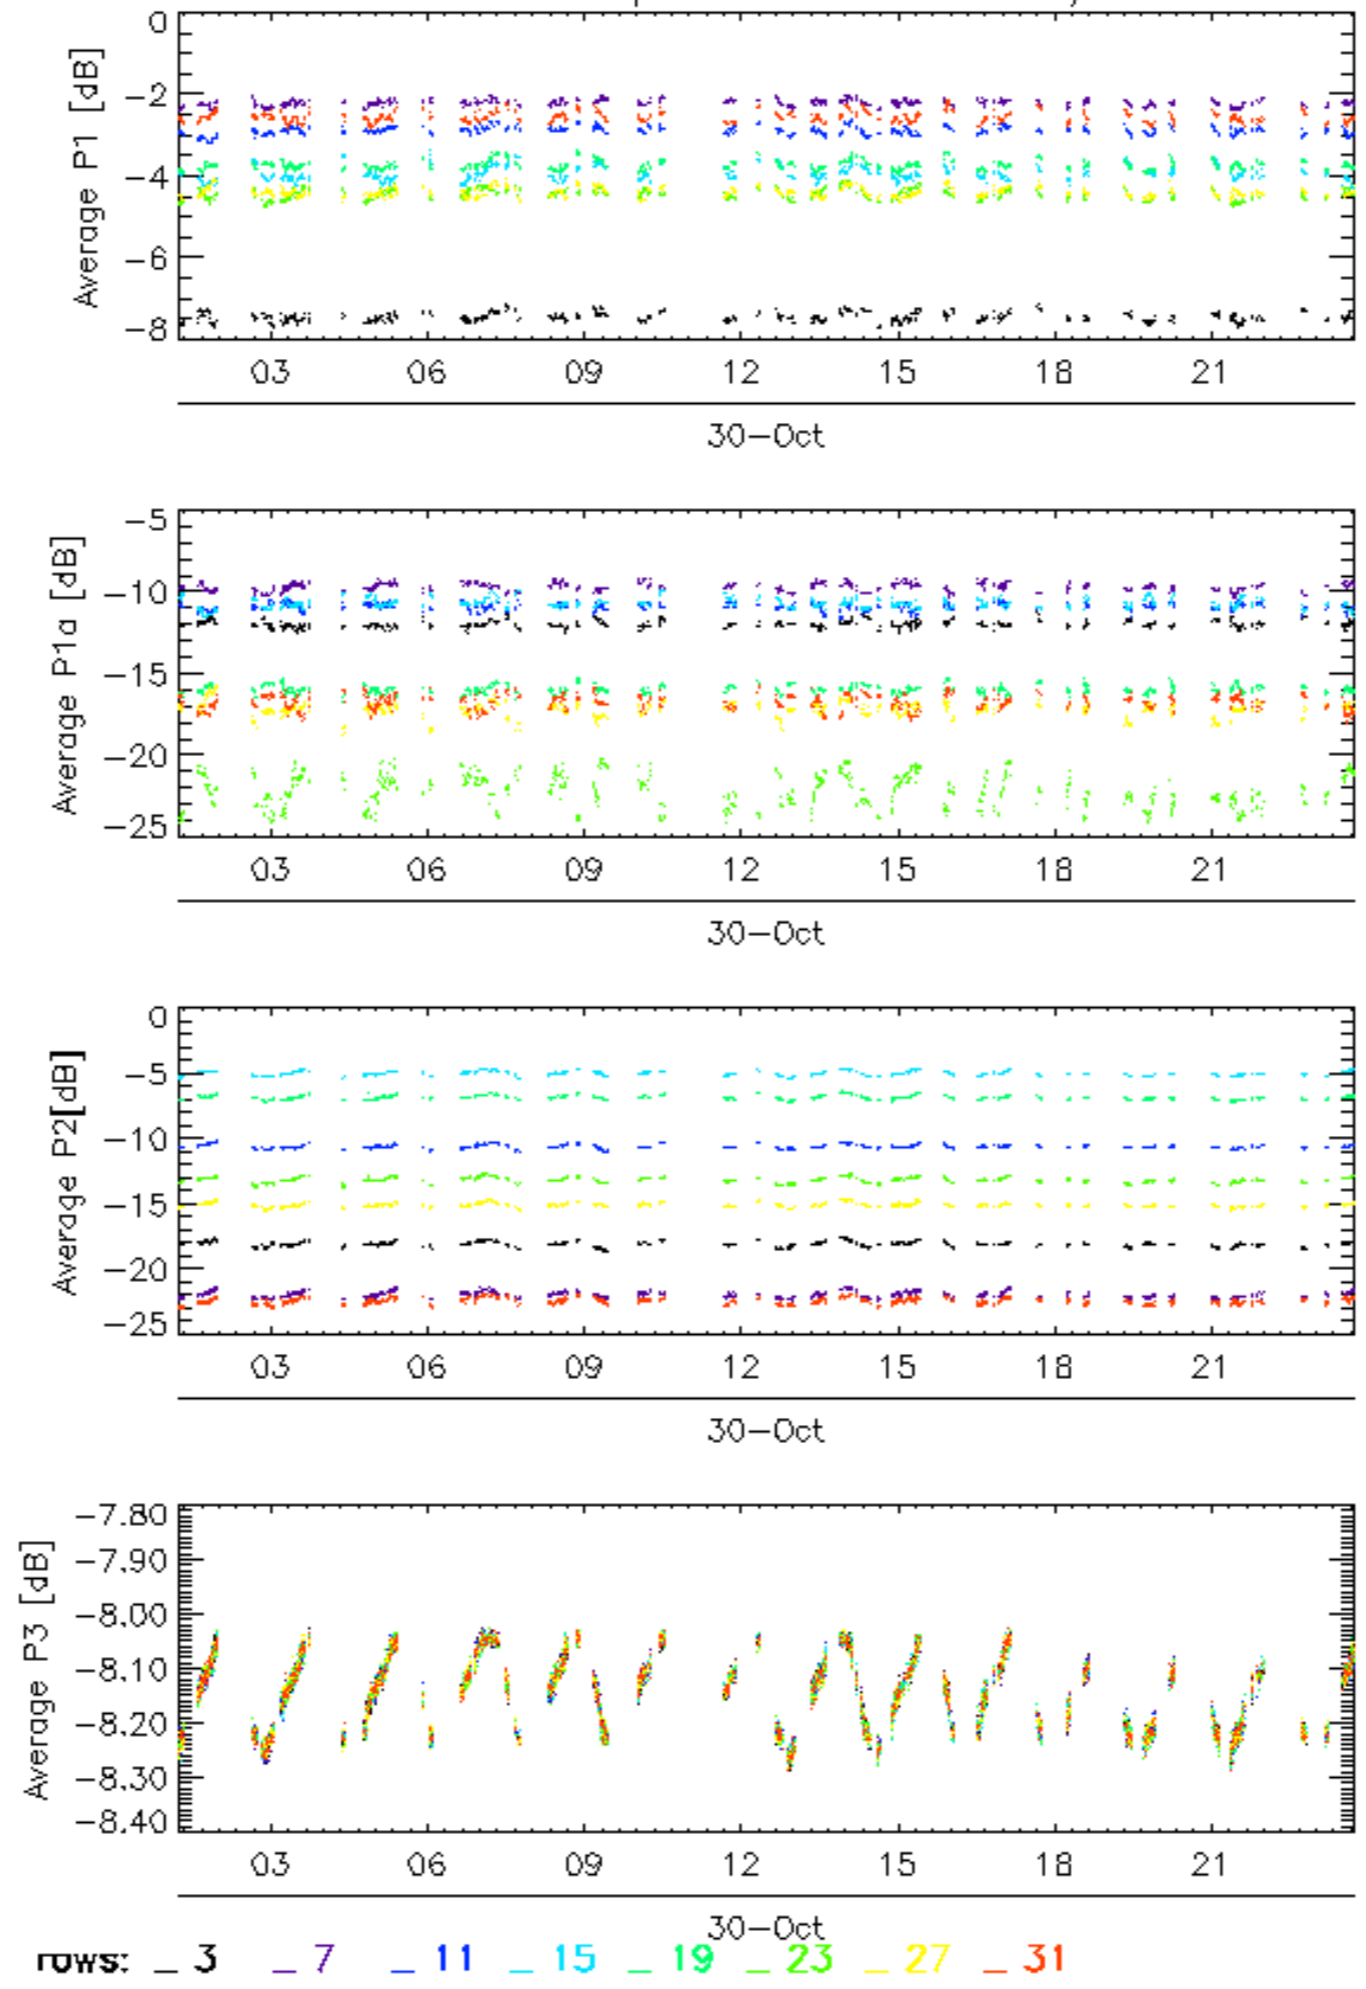 0
−2
−4
−6
−8
Average P1 [dB]
03 06 09 12 15 18 21
30−Oct
−5
−10
−15
−20
−25
Average P1a [dB]
03 06 09 12 15 18 21
30−Oct
0
−5
−10
−15
−20
−25
Average P2[dB]
03 06 09 12 15 18 21
30−Oct
−7.80
−7.90
−8.00
−8.10
−8.20
−8.30
−8.40
Average P3 [dB]
03 06 09 12 15 18 21
30−Oct
rows: _ 3 _ 7 _ 11 _ 15 _ 19 _ 23 _ 27 _ 31